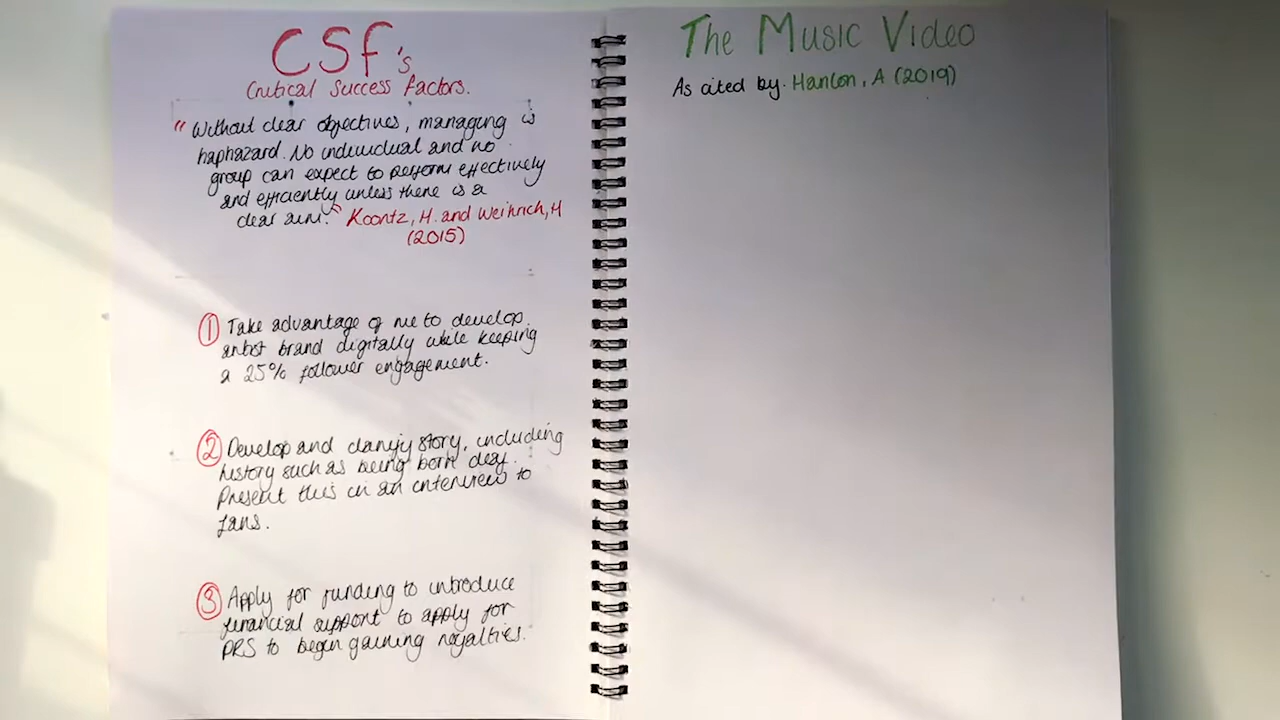 CSF's
Critical Success Factors.
"Without clear objectives, managing is
haphazard. No individual and no
group can expect to perform effectively
and efficiently unless there is a
clear aim." Koontz, H. and Weihrich, H
(2015)
① Take advantage of me to develop
artist brand digitally while keeping
a 25% follower engagement.
② Develop and clarify story, including
history such as being born deaf.
Present this in an interview to
fans.
③ Apply for funding to introduce
financial support to apply for
PRS to begin gaining royalties.
The Music Video
As cited by. Hanlon, A (2019)